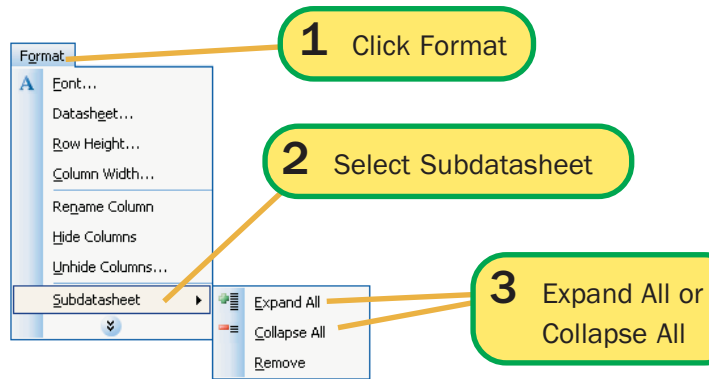 1 Click Format
Format
A Font...
Datasheet...
Row Height...
Column Width...
2 Select Subdatasheet
Rename Column
Hide Columns
Unhide Columns...
Subdatasheet
Expand All
Collapse All
Remove
3 Expand All or
Collapse All